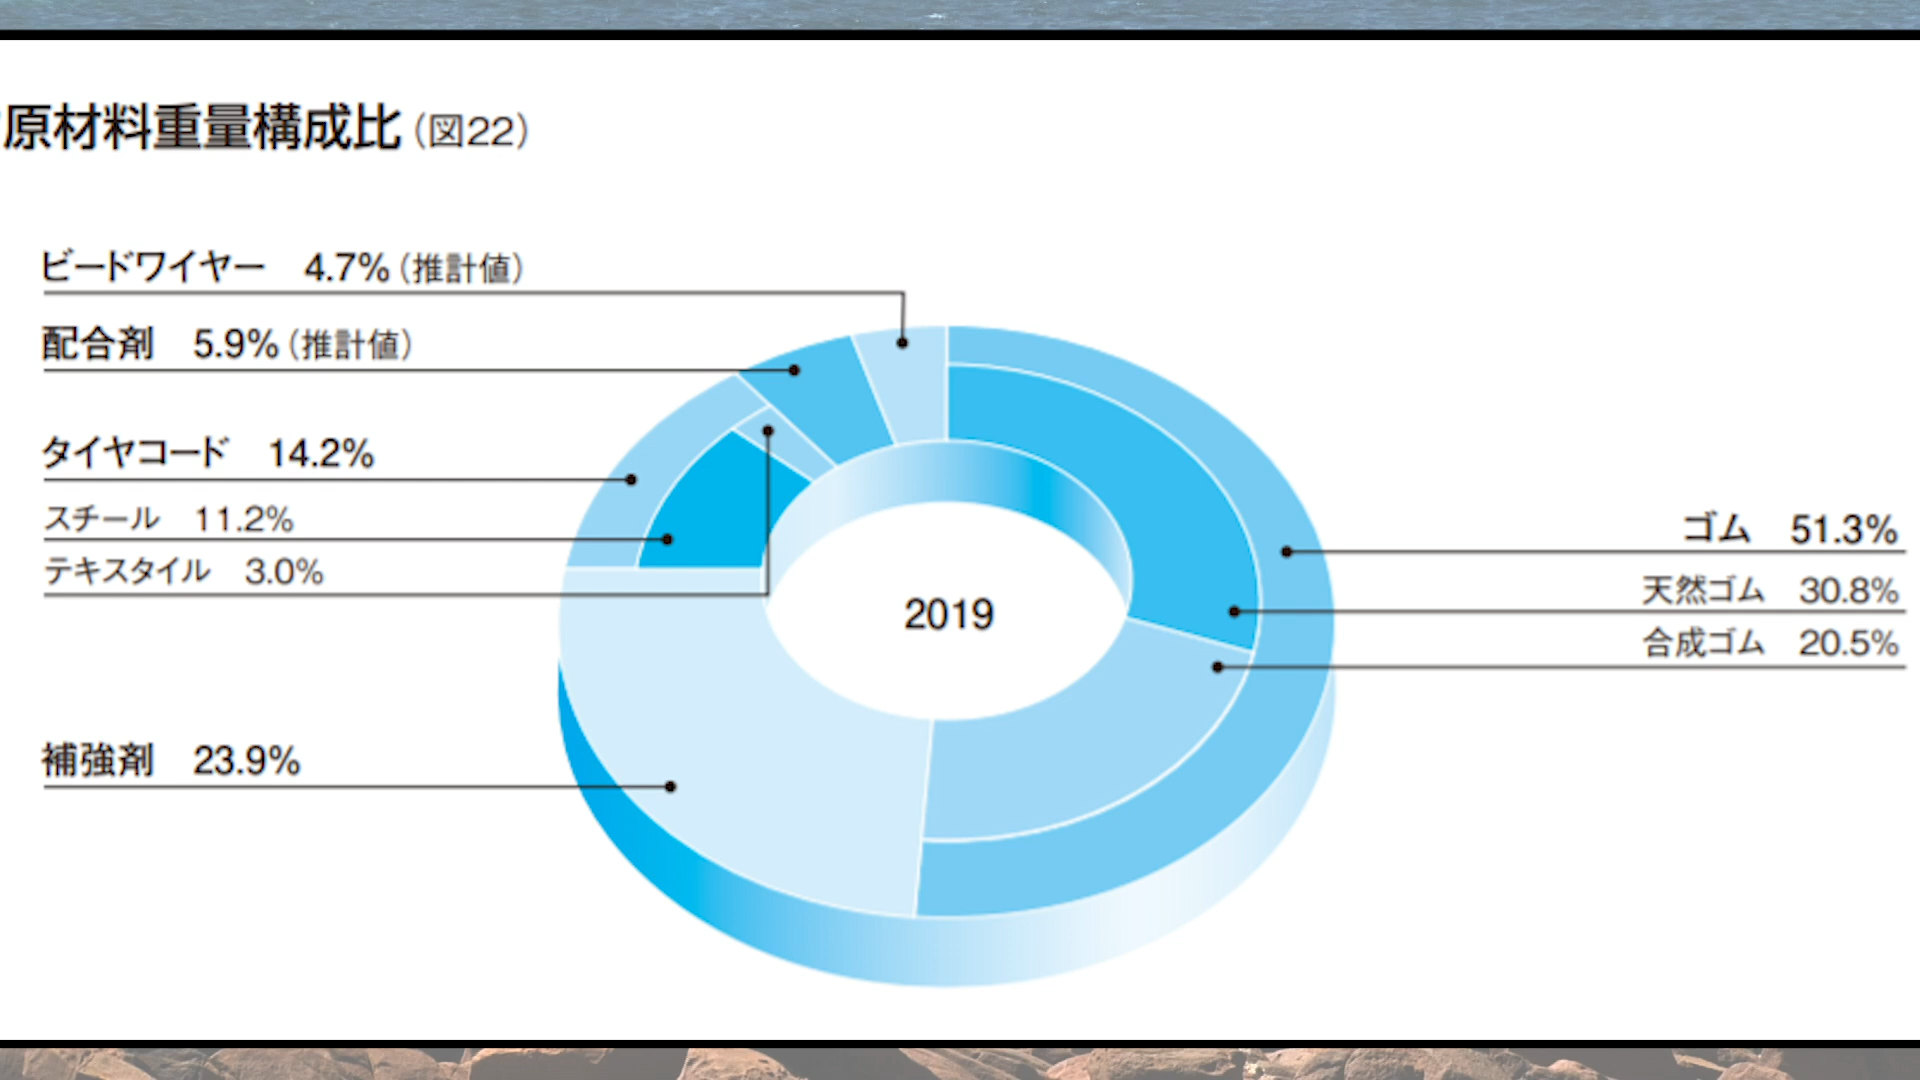 原材料重量構成比（図22）
ビードワイヤー 4.7%（推計値）
配合剤 5.9%（推計値）
タイヤコード 14.2%
スチール 11.2%
テキスタイル 3.0%
補強剤 23.9%
2019
ゴム 51.3%
天然ゴム 30.8%
合成ゴム 20.5%